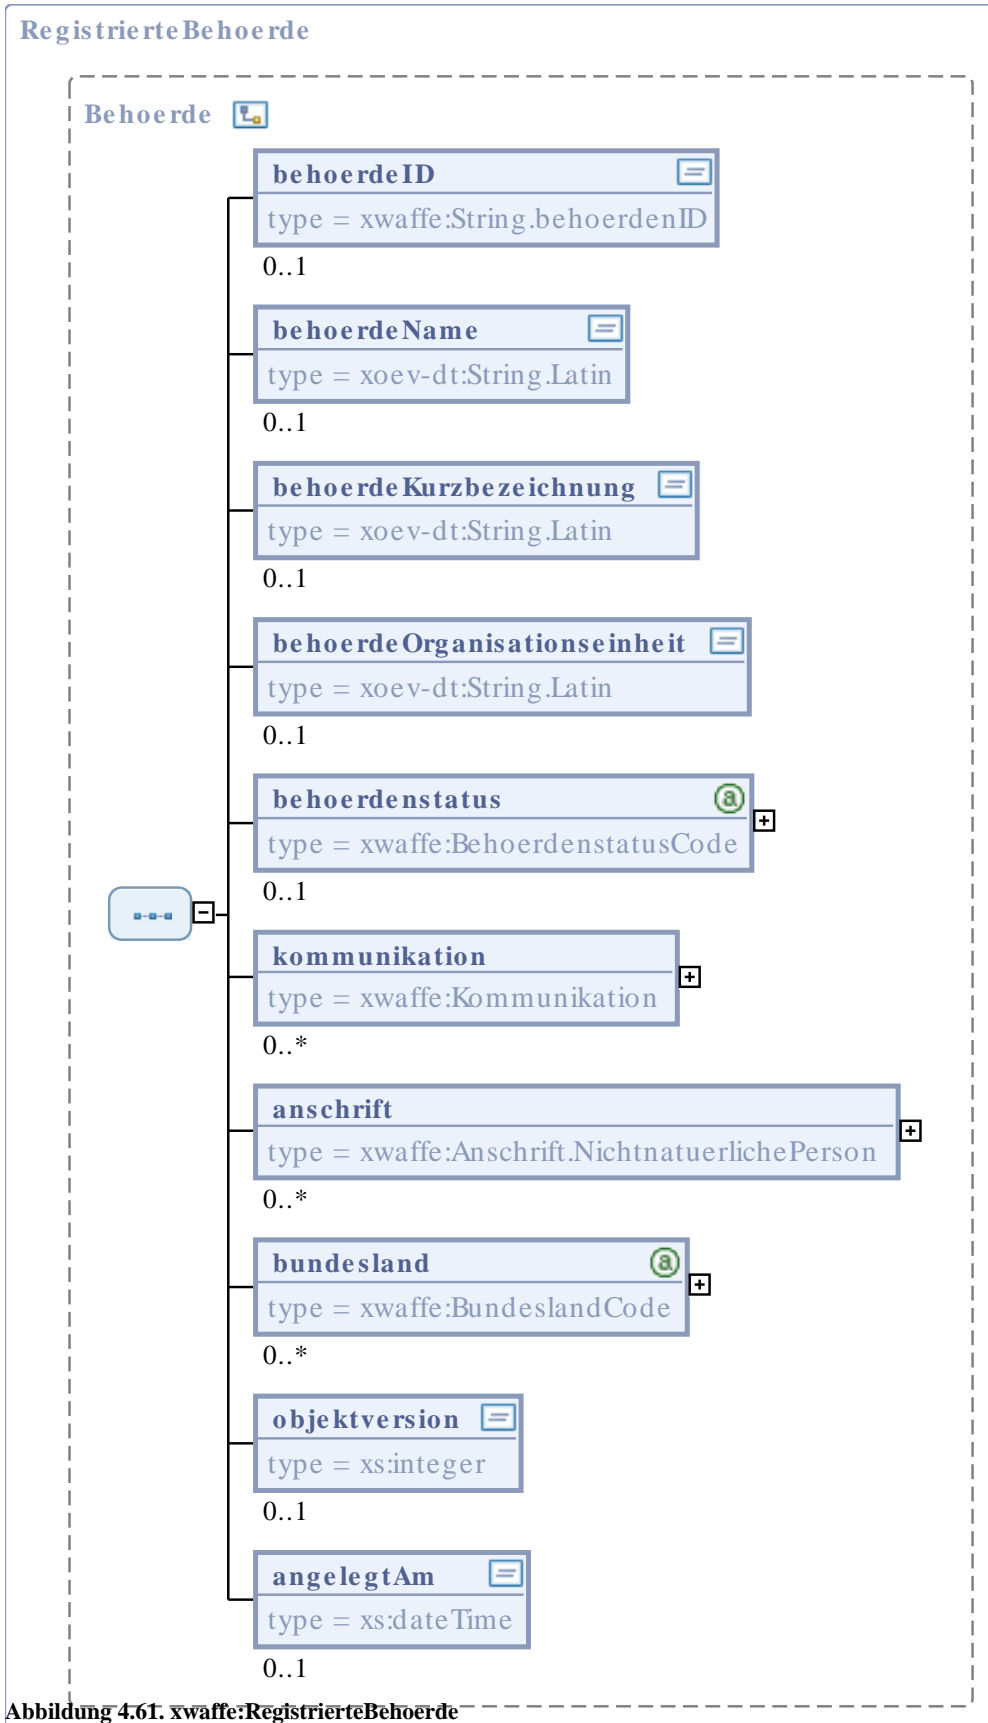 RegistrierteBehoerde
Behoerde
behoerdeID
type = xwaffe:String.behoerdenID
0..1
behoerdeName
type = xoev-dt:String.Latin
0..1
behoerdeKurzbezeichnung
type = xoev-dt:String.Latin
0..1
behoerdeOrganisationseinheit
type = xoev-dt:String.Latin
0..1
behoerdenstatus
type = xwaffe:BehoerdenstatusCode
0..1
kommunikation
type = xwaffe:Kommunikation
0..*
anschrift
type = xwaffe:Anschrift.NichtnatuerlichePerson
0..*
bundesland
type = xwaffe:BundeslandCode
0..*
objektversion
type = xs:integer
0..1
angelegtAm
type = xs:dateTime
0..1
Abbildung 4.61. xwaffe:RegistrierteBehoerde